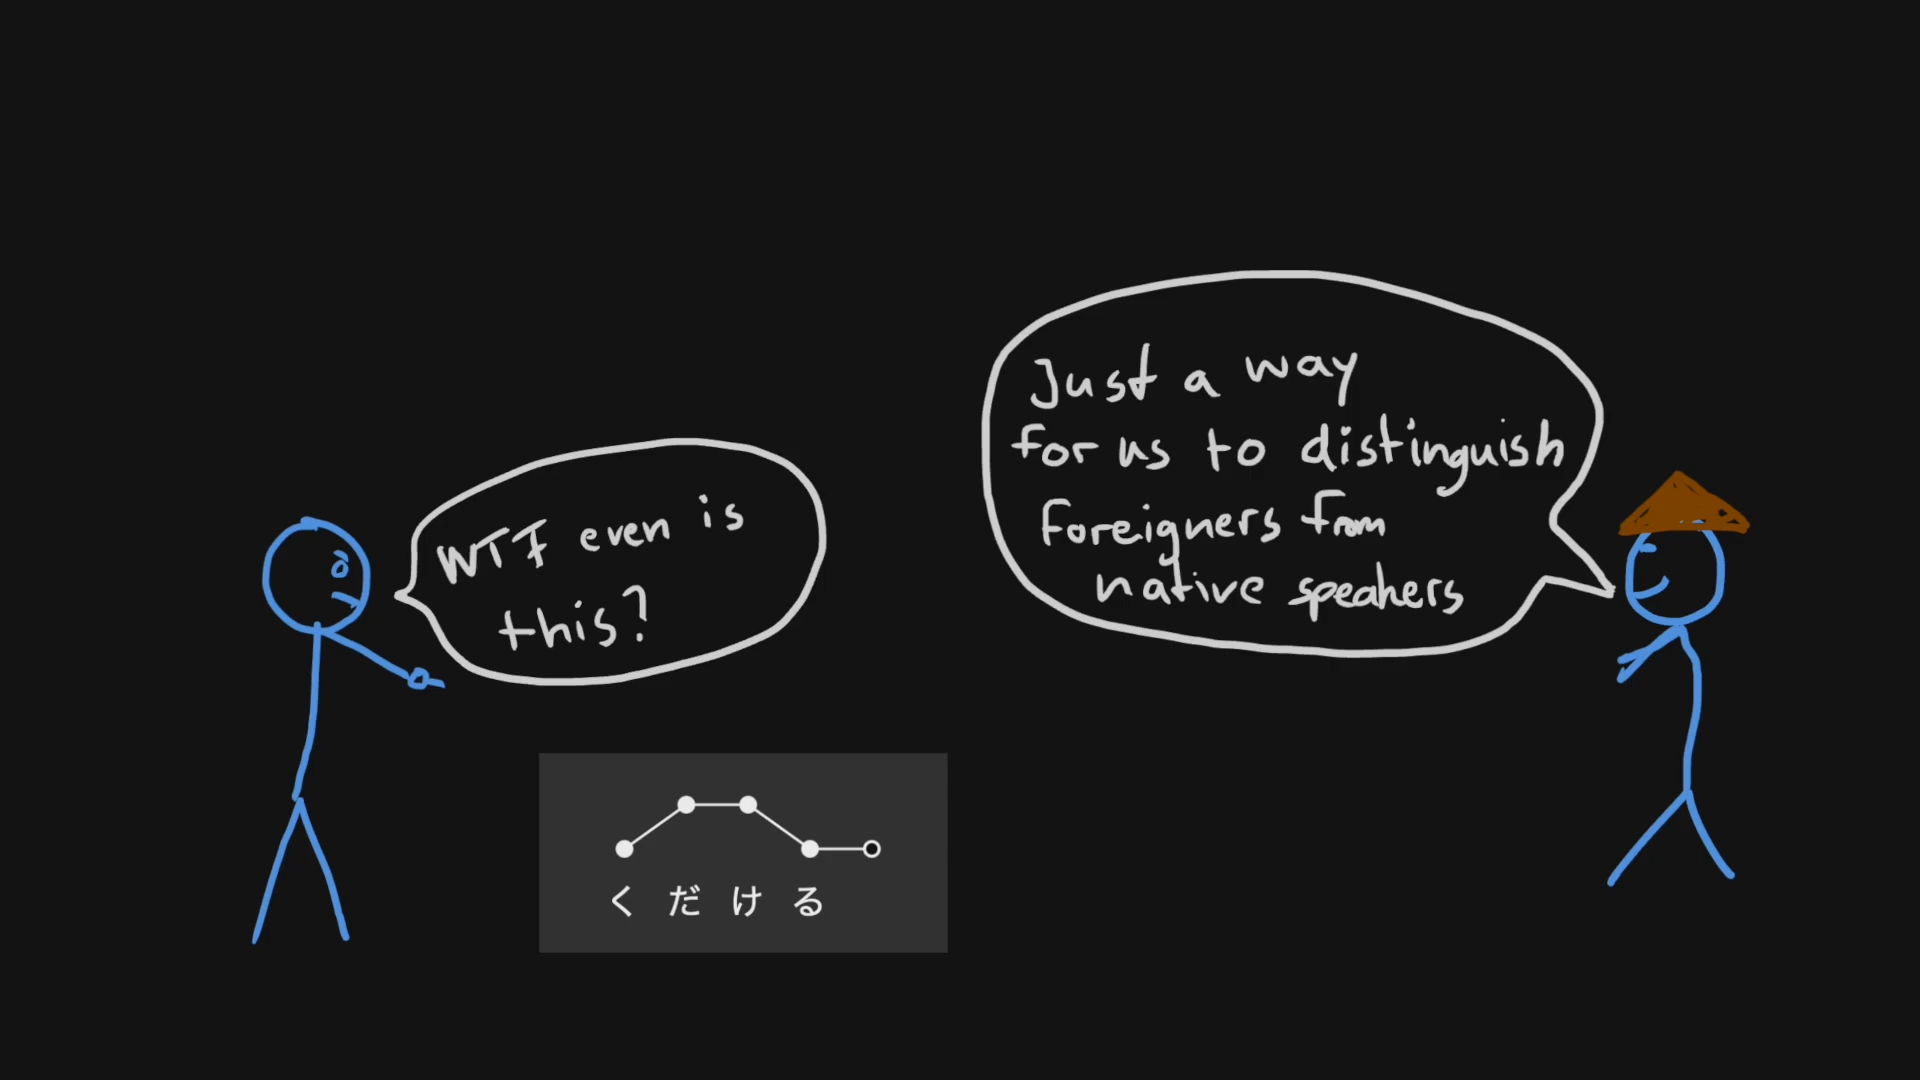 WTF even is
this?
Just a way
for us to distinguish
foreigners from
native speakers
くだける